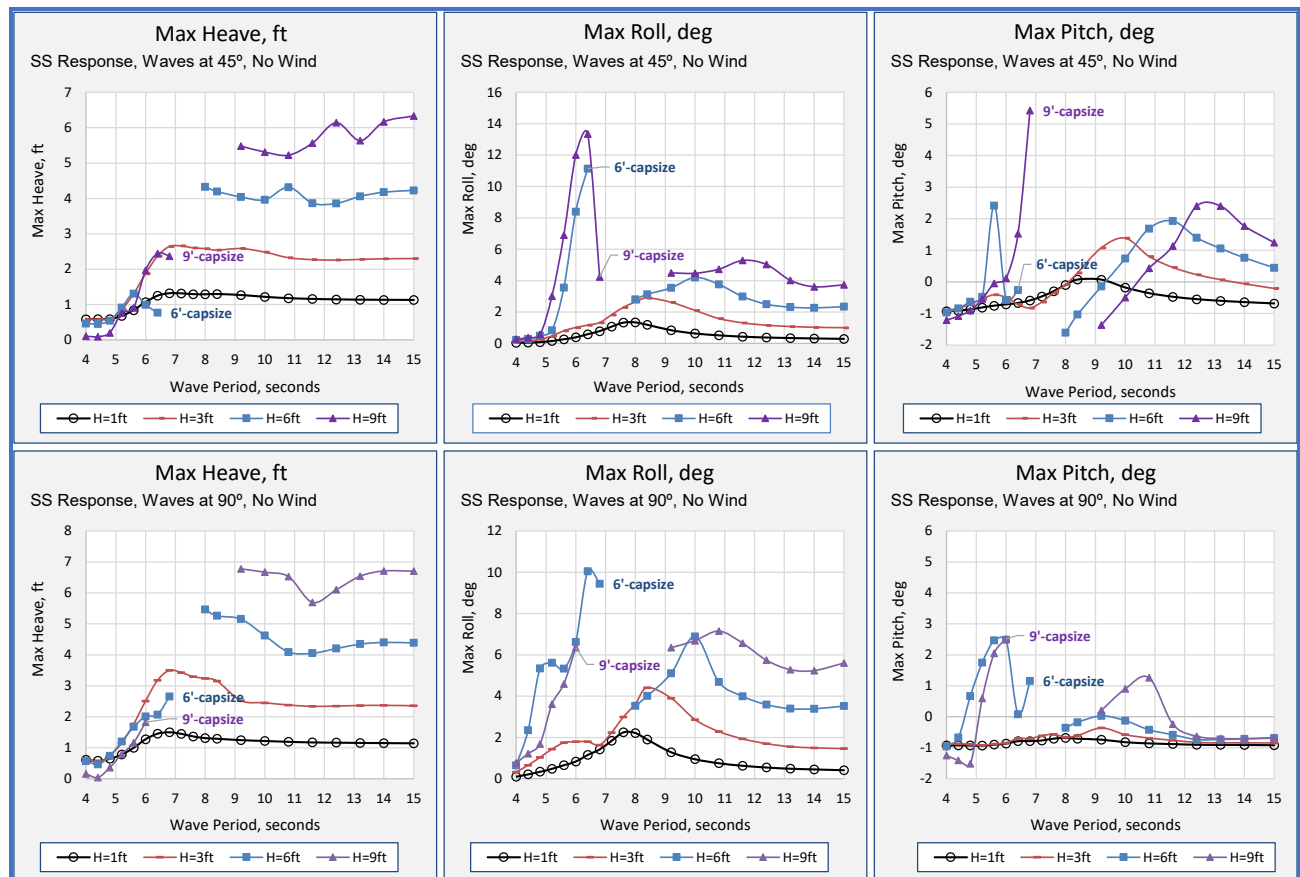 Max Heave, ft
SS Response, Waves at 45º, No Wind
Max Heave, ft
7
6
5
4
3
2
1
0
9'-capsize
6'-capsize
4 5 6 7 8 9 10 11 12 13 14 15
Wave Period, seconds
H=1ft H=3ft H=6ft H=9ft
Max Roll, deg
SS Response, Waves at 45º, No Wind
Max Roll, deg
16
14
12
10
8
6
4
2
0
6'-capsize
9'-capsize
4 5 6 7 8 9 10 11 12 13 14 15
Wave Period, seconds
H=1ft H=3ft H=6ft H=9ft
Max Pitch, deg
SS Response, Waves at 45º, No Wind
Max Pitch, deg
6
5
4
3
2
1
0
-1
-2
9'-capsize
6'-capsize
4 5 6 7 8 9 10 11 12 13 14 15
Wave Period, seconds
H=1ft H=3ft H=6ft H=9ft
Max Heave, ft
SS Response, Waves at 90º, No Wind
Max Heave, ft
8
7
6
5
4
3
2
1
0
6'-capsize
9'-capsize
4 5 6 7 8 9 10 11 12 13 14 15
Wave Period, seconds
H=1ft H=3ft H=6ft H=9ft
Max Roll, deg
SS Response, Waves at 90º, No Wind
Max Roll, deg
12
10
8
6
4
2
0
6'-capsize
9'-capsize
4 5 6 7 8 9 10 11 12 13 14 15
Wave Period, seconds
H=1ft H=3ft H=6ft H=9ft
Max Pitch, deg
SS Response, Waves at 90º, No Wind
Max Pitch, deg
6
5
4
3
2
1
0
-1
-2
9'-capsize
6'-capsize
4 5 6 7 8 9 10 11 12 13 14 15
Wave Period, seconds
H=1ft H=3ft H=6ft H=9ft